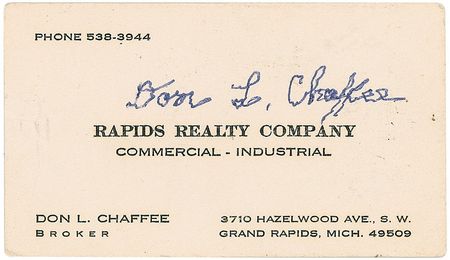 PHONE 538-3944
Don L. Chaffee
RAPIDS REALTY COMPANY
COMMERCIAL - INDUSTRIAL
DON L. CHAFFEE
BROKER
3710 HAZELWOOD AVE., S. W.
GRAND RAPIDS, MICH. 49509